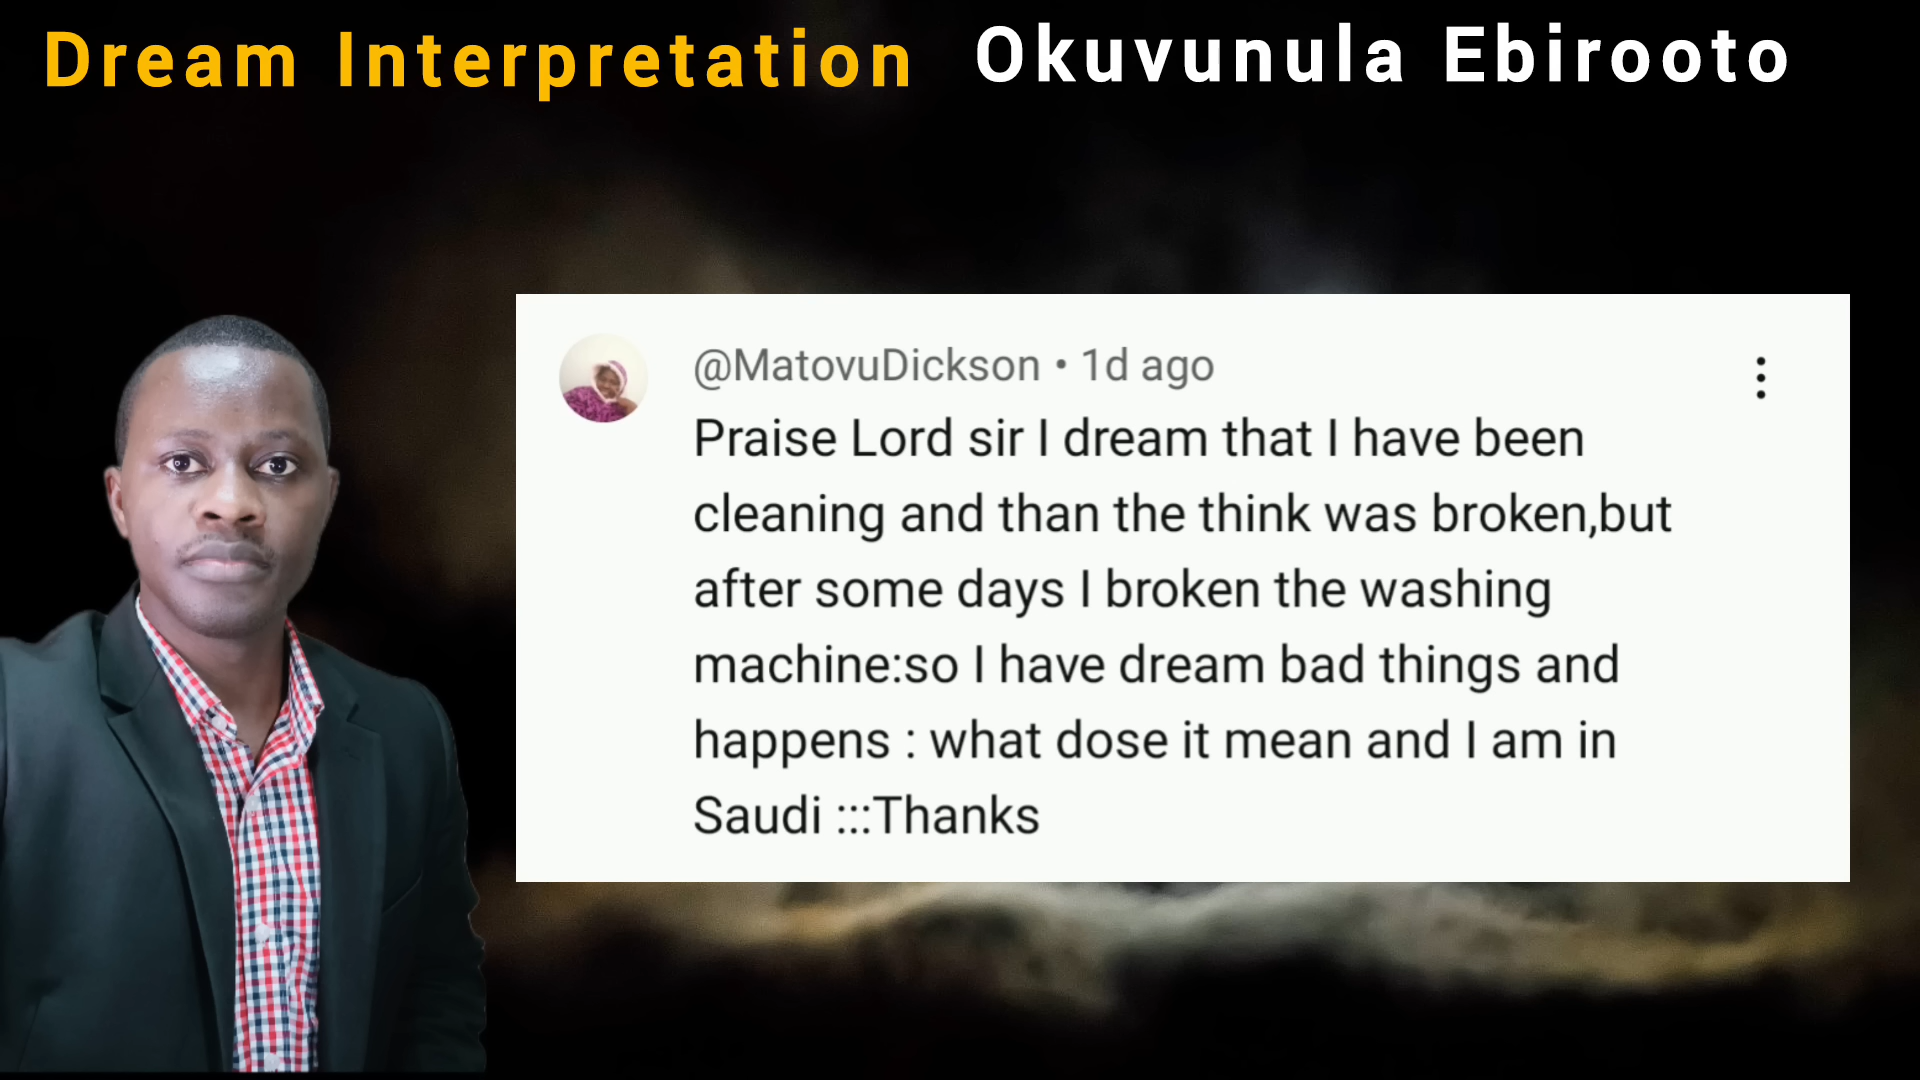 Dream Interpretation Okuvunula Ebirooto
@MatovuDickson • 1d ago
Praise Lord sir I dream that I have been
cleaning and than the think was broken,but
after some days I broken the washing
machine:so I have dream bad things and
happens : what dose it mean and I am in
Saudi :::Thanks